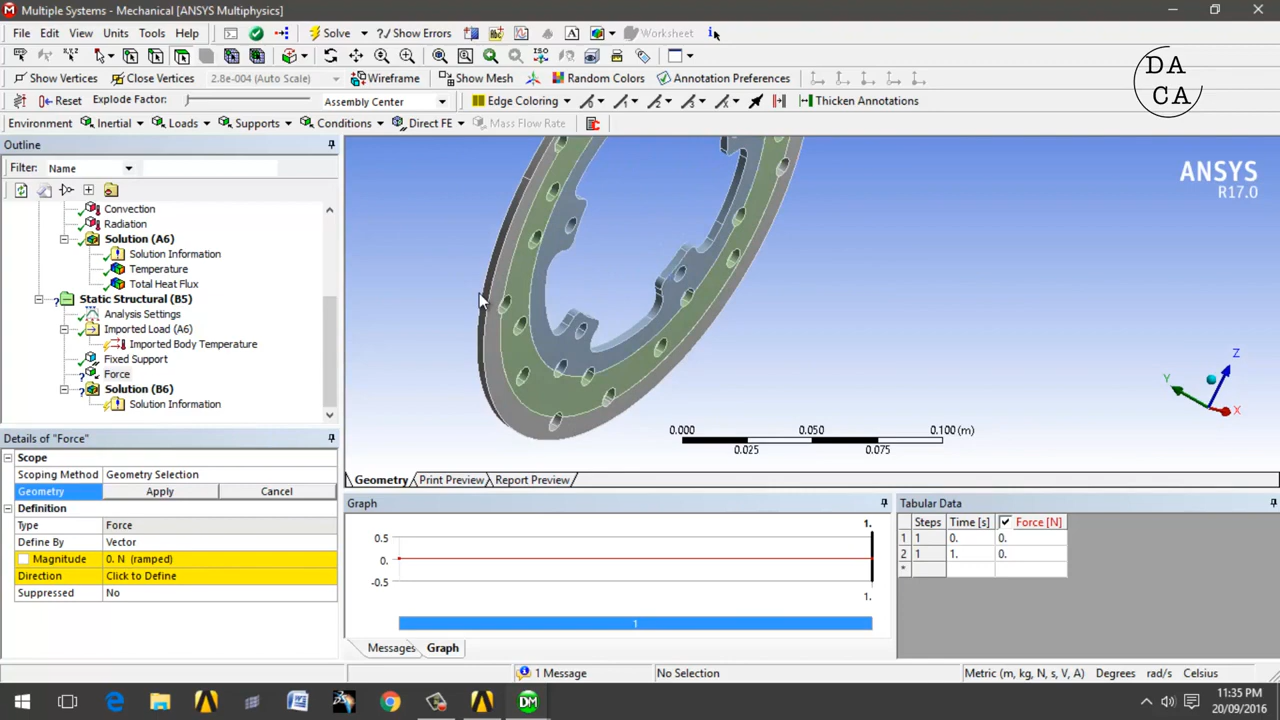 Multiple Systems - Mechanical [ANSYS Multiphysics]
File Edit View Units Tools Help Solve ? Show Errors Worksheet
Show Vertices Close Vertices 2.8e-004 (Auto Scale) Wireframe Show Mesh Random Colors Annotation Preferences
Reset Explode Factor: Assembly Center Edge Coloring Thicken Annotations
Environment Inertial Loads Supports Conditions Direct FE Mass Flow Rate
D A
C A
Outline
Filter: Name
Convection
Radiation
Solution (A6)
Solution Information
Temperature
Total Heat Flux
Static Structural (B5)
Analysis Settings
Imported Load (A6)
Imported Body Temperature
Fixed Support
Force
Solution (B6)
Solution Information
ANSYS
R17.0
Z
Y
X
0.000 0.050 0.100 (m)
0.025 0.075
Details of "Force"
Scope
Scoping Method Geometry Selection
Geometry Apply Cancel
Definition
Type Force
Define By Vector
Magnitude 0. N (ramped)
Direction Click to Define
Suppressed No
Geometry Print Preview Report Preview
Graph
1.
0.5
0.
-0.5
1.
1
Messages Graph
Tabular Data
Steps Time [s] Force [N]
1 1 0. 0.
2 1 1. 0.
*
1 Message No Selection Metric (m, kg, N, s, V, A) Degrees rad/s Celsius
DM
11:35 PM
20/09/2016